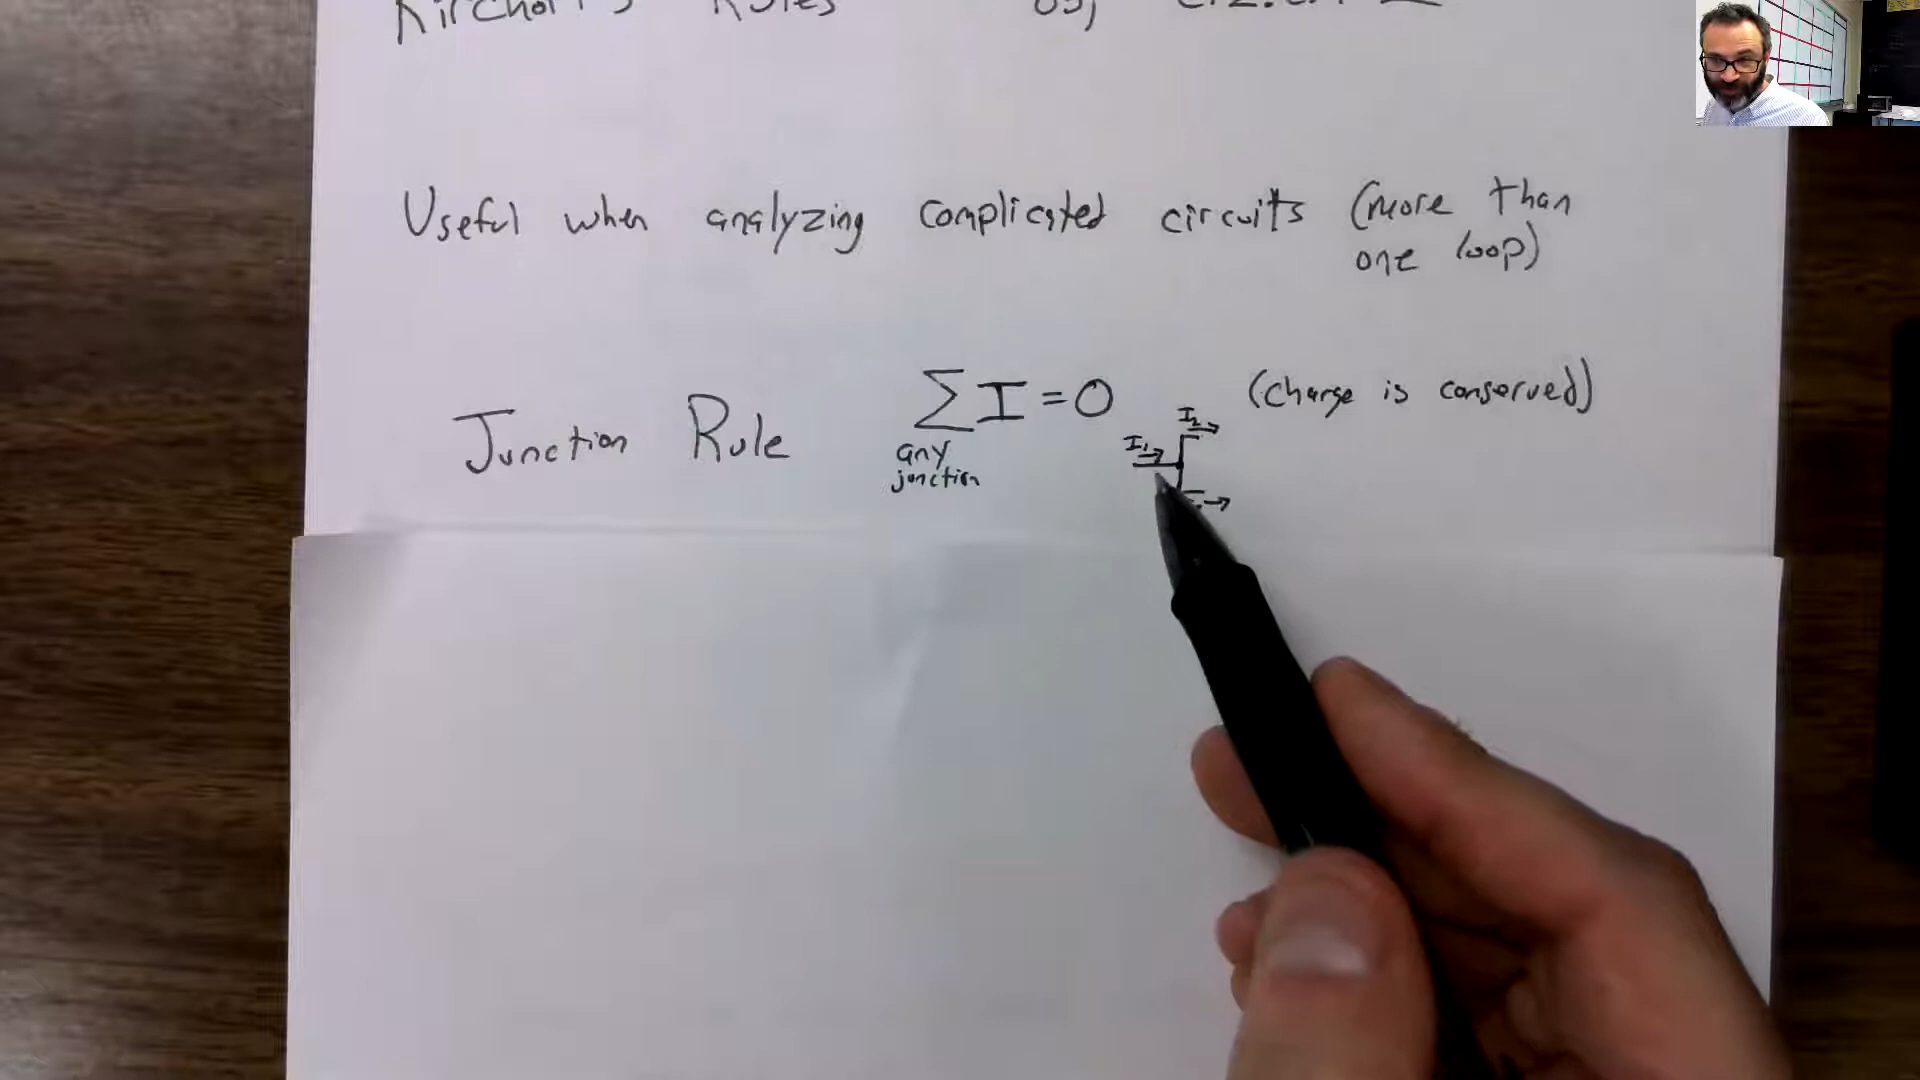 Rules
Useful when analyzing complicated circuits (more than
one loop)
Junction Rule
∑I = 0
any
junction
(charge is conserved)
I₁
I₂